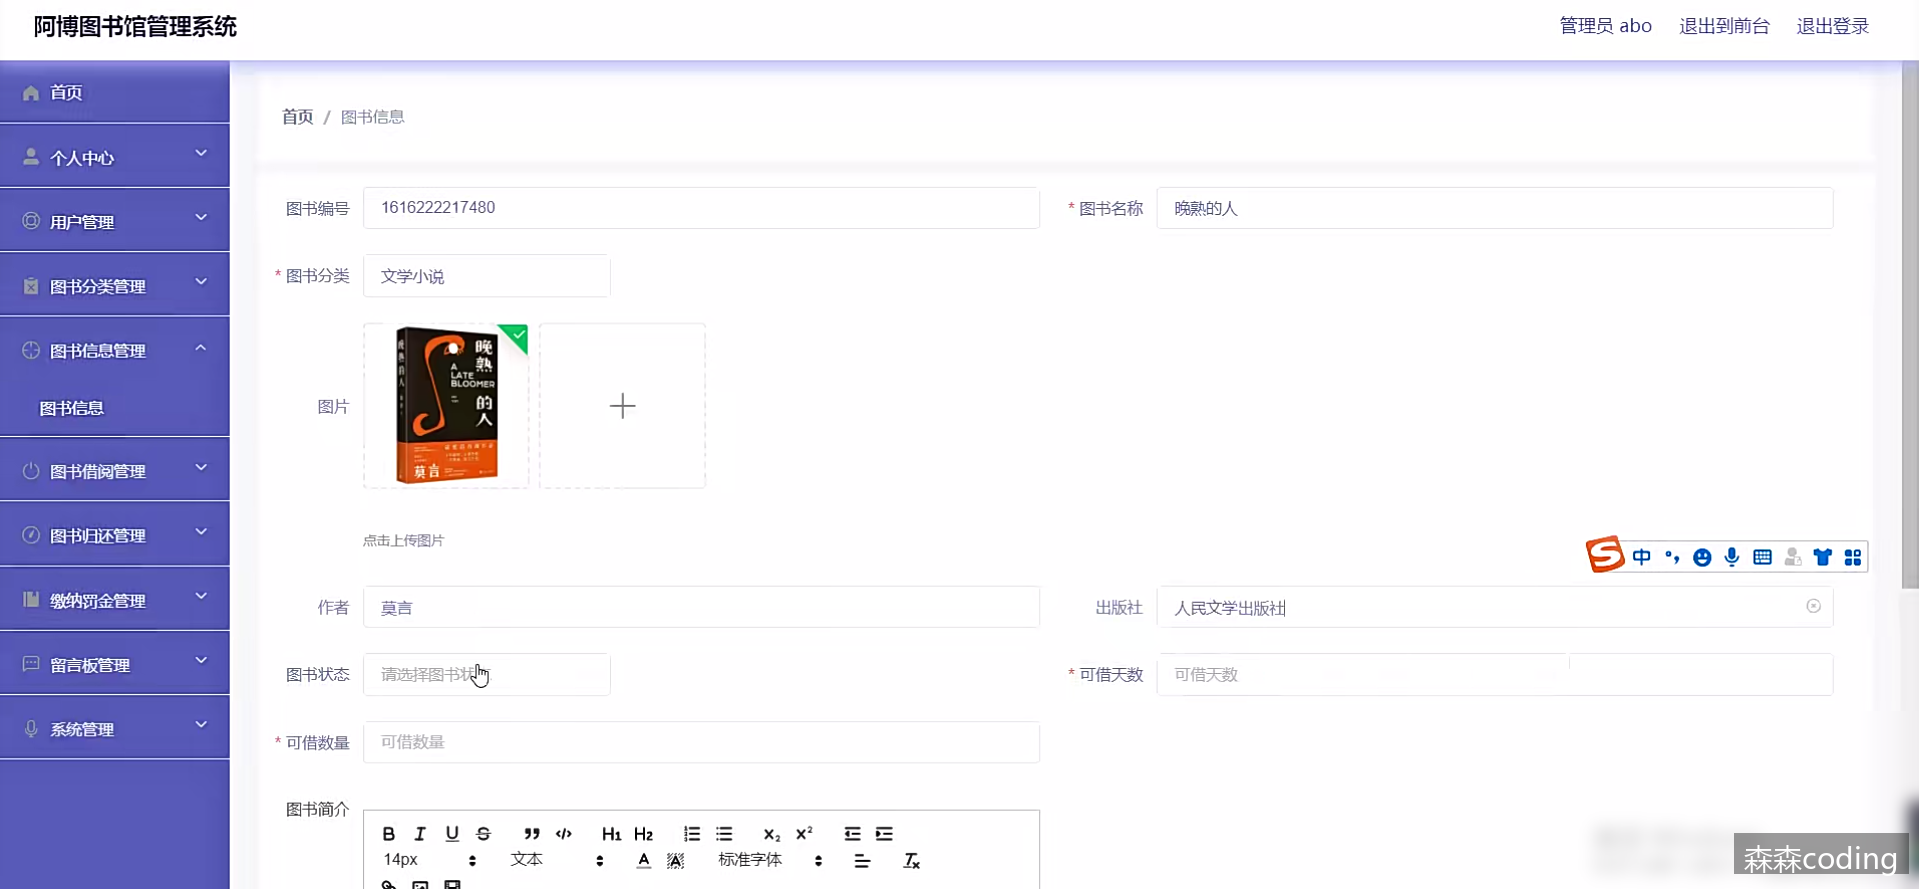 阿博图书馆管理系统
管理员 abo 退出到前台 退出登录
首页
个人中心
用户管理
图书分类管理
图书信息管理
图书信息
图书借阅管理
图书归还管理
缴纳罚金管理
留言板管理
系统管理
首页 / 图书信息
图书编号 1616222217480 * 图书名称 晚熟的人
* 图书分类 文学小说
图片
晚熟的人
A LATE BLOOMER
晚熟的人
莫言
点击上传图片
中
作者 莫言 出版社 人民文学出版社
图书状态 请选择图书状 * 可借天数 可借天数
* 可借数量 可借数量
图书简介
B I U S H1 H2 X₂ X²
14px 文本 A A 标准字体 Tx
森森coding